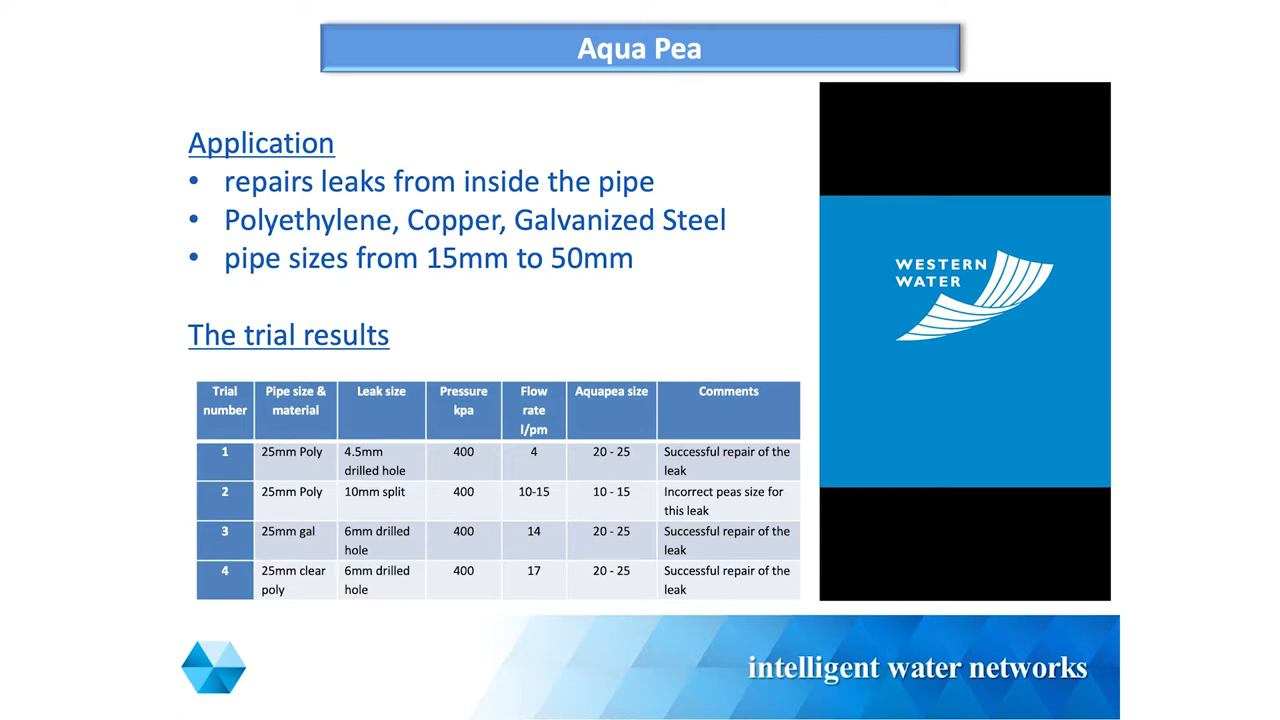 Aqua Pea
Application
• repairs leaks from inside the pipe
• Polyethylene, Copper, Galvanized Steel
• pipe sizes from 15mm to 50mm
The trial results
Trial number | Pipe size & material | Leak size | Pressure kpa | Flow rate l/pm | Aquapea size | Comments
1 | 25mm Poly | 4.5mm drilled hole | 400 | 4 | 20 - 25 | Successful repair of the leak
2 | 25mm Poly | 10mm split | 400 | 10-15 | 10 - 15 | Incorrect peas size for this leak
3 | 25mm gal | 6mm drilled hole | 400 | 14 | 20 - 25 | Successful repair of the leak
4 | 25mm clear poly | 6mm drilled hole | 400 | 17 | 20 - 25 | Successful repair of the leak
WESTERN
WATER
intelligent water networks